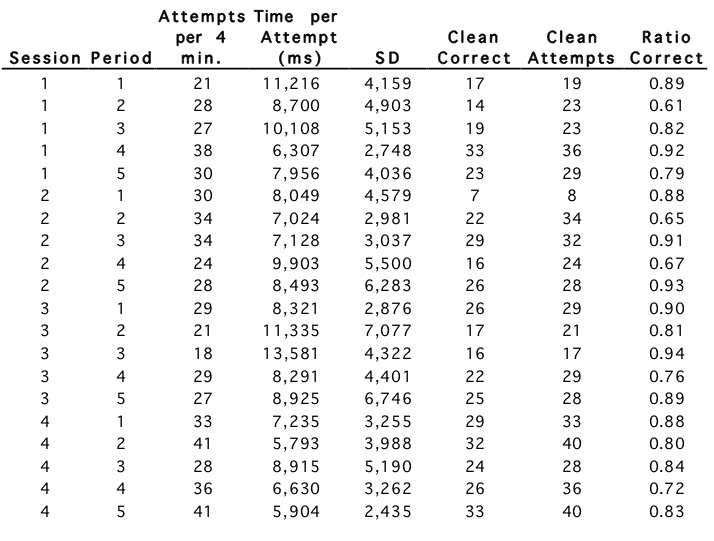 Attempts Time per
per 4 Attempt Clean Clean Ratio
Session Period min. (ms) SD Correct Attempts Correct
1 1 21 11,216 4,159 17 19 0.89
1 2 28 8,700 4,903 14 23 0.61
1 3 27 10,108 5,153 19 23 0.82
1 4 38 6,307 2,748 33 36 0.92
1 5 30 7,956 4,036 23 29 0.79
2 1 30 8,049 4,579 7 8 0.88
2 2 34 7,024 2,981 22 34 0.65
2 3 34 7,128 3,037 29 32 0.91
2 4 24 9,903 5,500 16 24 0.67
2 5 28 8,493 6,283 26 28 0.93
3 1 29 8,321 2,876 26 29 0.90
3 2 21 11,335 7,077 17 21 0.81
3 3 18 13,581 4,322 16 17 0.94
3 4 29 8,291 4,401 22 29 0.76
3 5 27 8,925 6,746 25 28 0.89
4 1 33 7,235 3,255 29 33 0.88
4 2 41 5,793 3,988 32 40 0.80
4 3 28 8,915 5,190 24 28 0.84
4 4 36 6,630 3,262 26 36 0.72
4 5 41 5,904 2,435 33 40 0.83